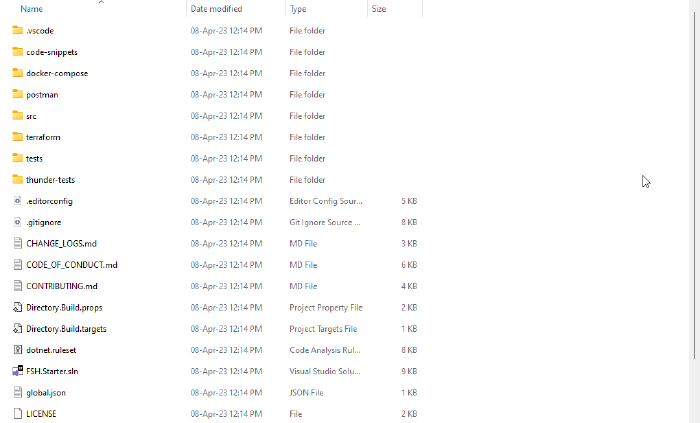 Name Date modified Type Size
.vscode 08-Apr-23 12:14 PM File folder
code-snippets 08-Apr-23 12:14 PM File folder
docker-compose 08-Apr-23 12:14 PM File folder
postman 08-Apr-23 12:14 PM File folder
src 08-Apr-23 12:14 PM File folder
terraform 08-Apr-23 12:14 PM File folder
tests 08-Apr-23 12:14 PM File folder
thunder-tests 08-Apr-23 12:14 PM File folder
.editorconfig 08-Apr-23 12:14 PM Editor Config Sour... 5 KB
.gitignore 08-Apr-23 12:14 PM Git Ignore Source ... 8 KB
CHANGE_LOGS.md 08-Apr-23 12:14 PM MD File 3 KB
CODE_OF_CONDUCT.md 08-Apr-23 12:14 PM MD File 6 KB
CONTRIBUTING.md 08-Apr-23 12:14 PM MD File 4 KB
Directory.Build.props 08-Apr-23 12:14 PM Project Property File 2 KB
Directory.Build.targets 08-Apr-23 12:14 PM Project Targets File 1 KB
dotnet.ruleset 08-Apr-23 12:14 PM Code Analysis Rul... 8 KB
FSH.Starter.sln 08-Apr-23 12:14 PM Visual Studio Solu... 9 KB
global.json 08-Apr-23 12:14 PM JSON File 1 KB
LICENSE 08-Apr-23 12:14 PM File 2 KB